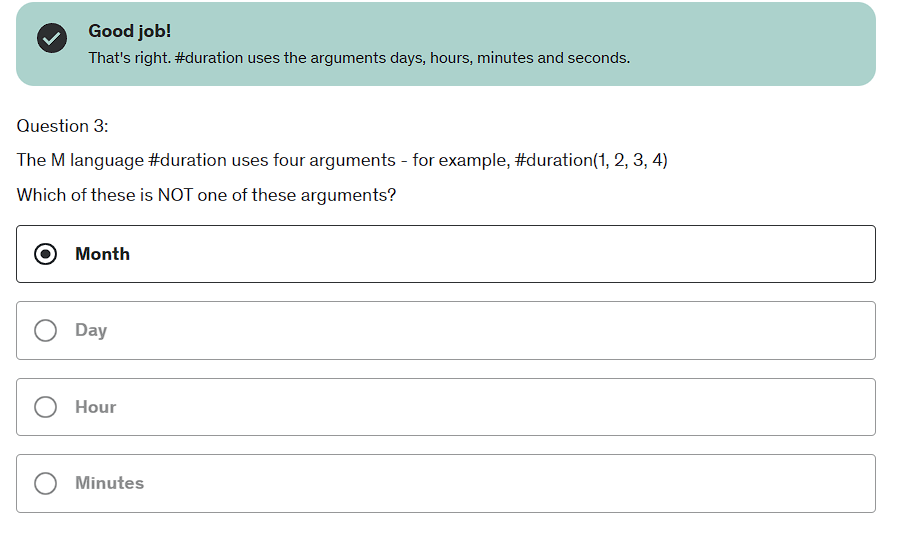 Good job!
That's right. #duration uses the arguments days, hours, minutes and seconds.
Question 3:
The M language #duration uses four arguments - for example, #duration(1, 2, 3, 4)
Which of these is NOT one of these arguments?
Month
Day
Hour
Minutes